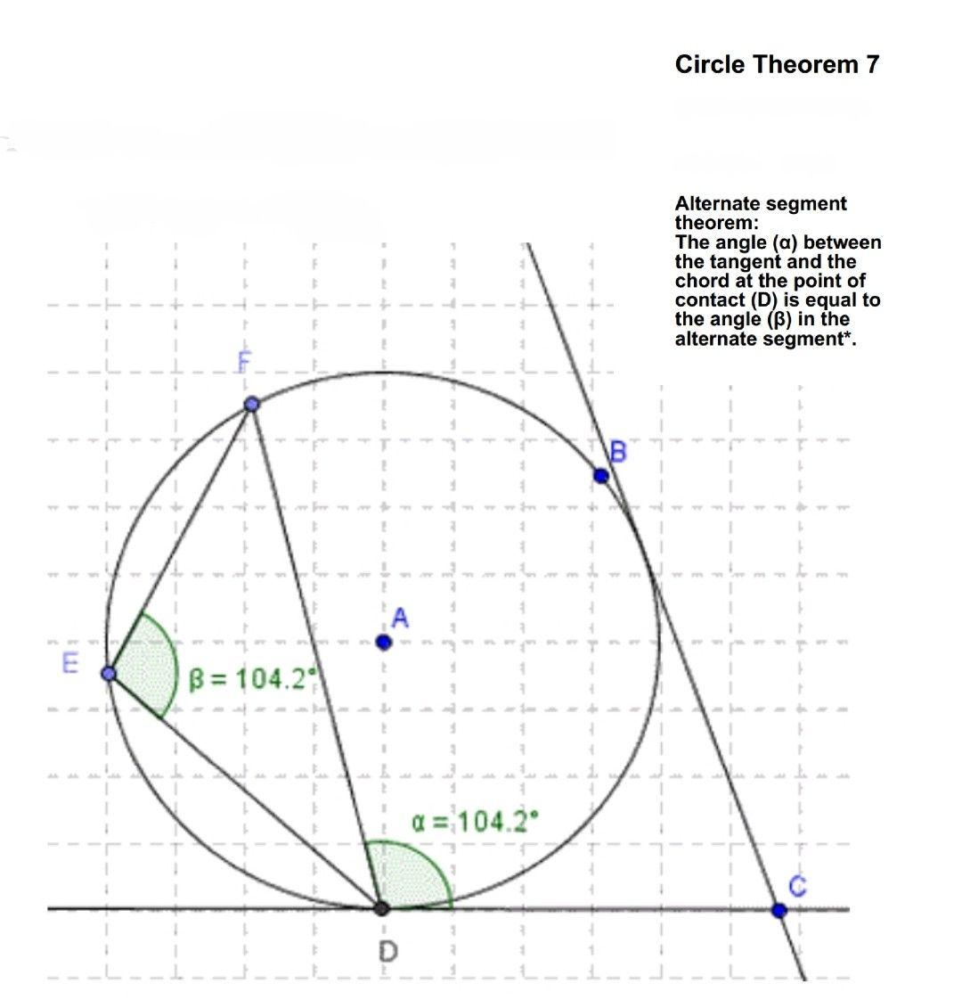 Circle Theorem 7
Alternate segment
theorem:
The angle (α) between
the tangent and the
chord at the point of
contact (D) is equal to
the angle (β) in the
alternate segment*.
F
B
A
E
β = 104.2°
α = 104.2°
C
D